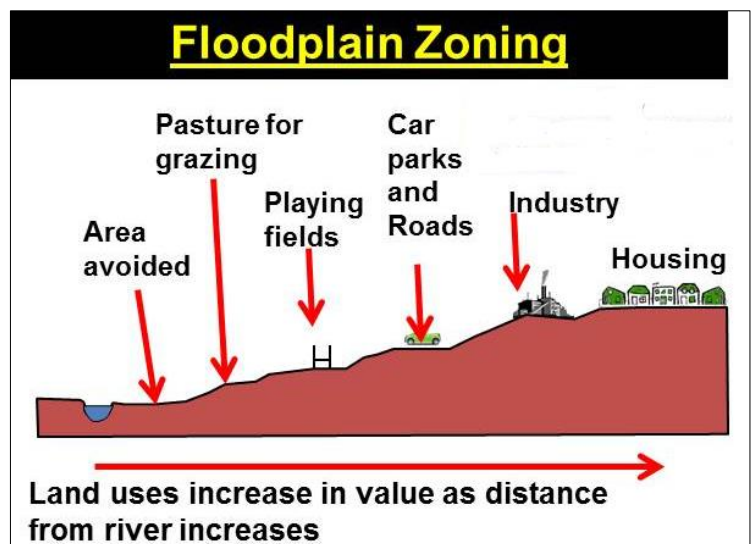 Floodplain Zoning
Pasture for
grazing
Car
parks
and
Roads
Playing
fields
Industry
Area
avoided
Housing
Land uses increase in value as distance
from river increases